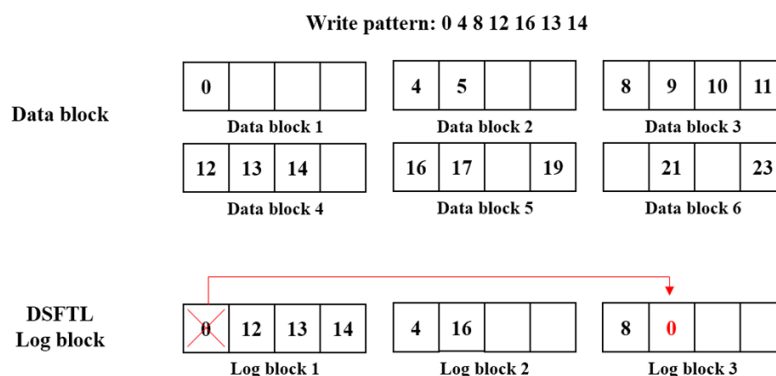 Write pattern: 0 4 8 12 16 13 14
Data block
0
4 5
8 9 10 11
Data block 1
Data block 2
Data block 3
12 13 14
16 17 19
21 23
Data block 4
Data block 5
Data block 6
DSFTL
Log block
0 12 13 14
4 16
8 0
Log block 1
Log block 2
Log block 3